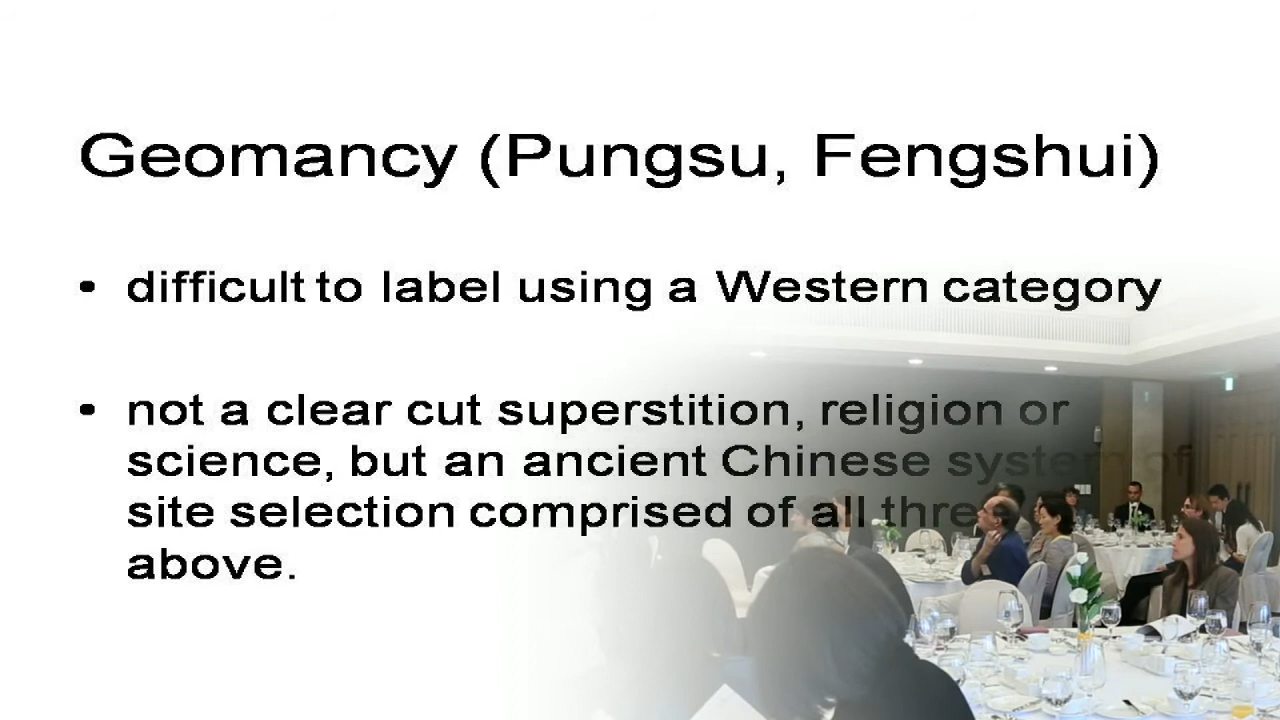 Geomancy (Pungsu, Fengshui)
• difficult to label using a Western category
• not a clear cut superstition, religion or
science, but an ancient Chinese system of
site selection comprised of all three
above.